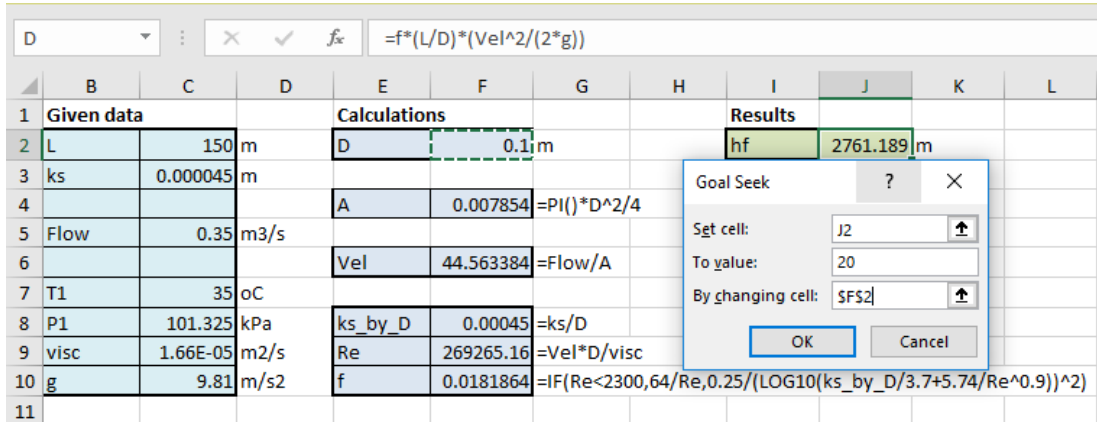 D fx =f*(L/D)*(Vel^2/(2*g))
B C D E F G H I J K L
1 Given data Calculations Results
2 L 150 m D 0.1 m hf 2761.189 m
3 ks 0.000045 m
4 A 0.007854 =PI()*D^2/4
5 Flow 0.35 m3/s
6 Vel 44.563384 =Flow/A
7 T1 35 oC
8 P1 101.325 kPa ks_by_D 0.00045 =ks/D
9 visc 1.66E-05 m2/s Re 269265.16 =Vel*D/visc
10 g 9.81 m/s2 f 0.0181864 =IF(Re<2300,64/Re,0.25/(LOG10(ks_by_D/3.7+5.74/Re^0.9))^2)
11
Goal Seek ?
Set cell: J2
To value: 20
By changing cell: $F$2
OK Cancel